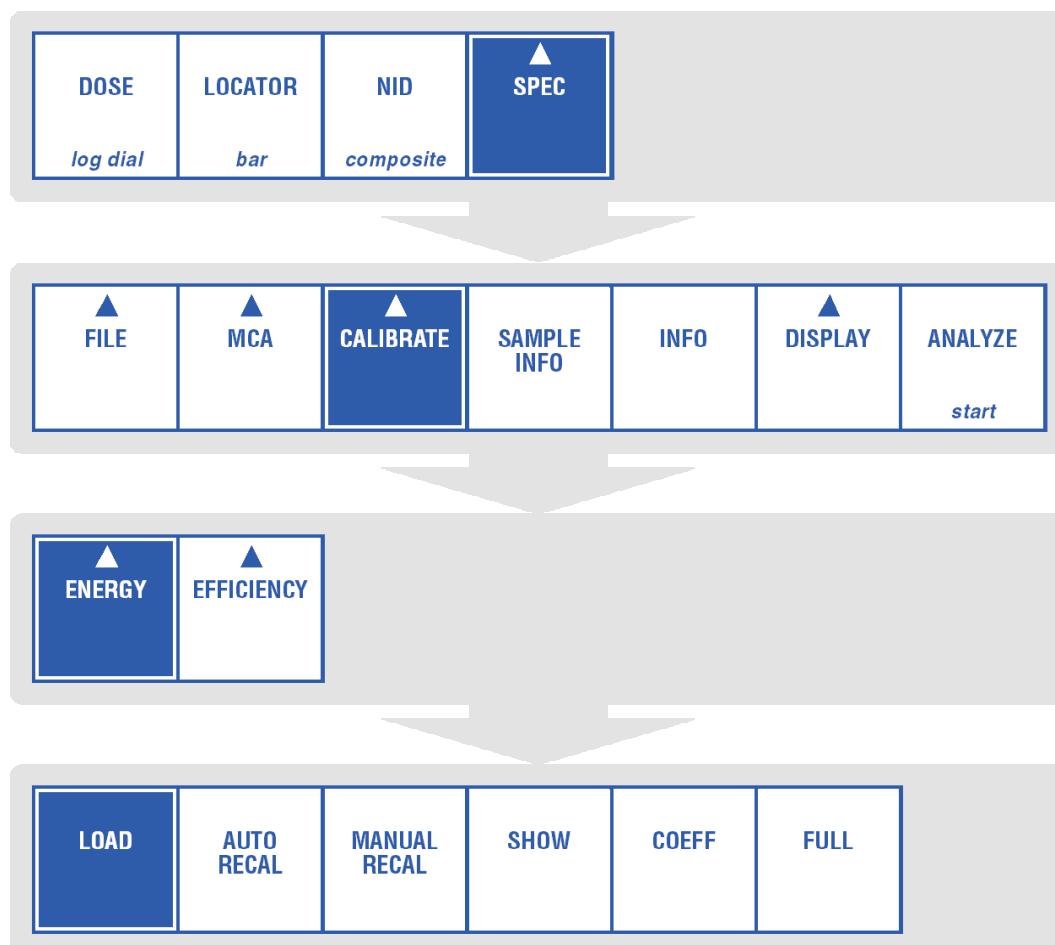 DOSE
log dial
LOCATOR
bar
NID
composite
SPEC
FILE
MCA
CALIBRATE
SAMPLE
INFO
INFO
DISPLAY
ANALYZE
start
ENERGY
EFFICIENCY
LOAD
AUTO
RECAL
MANUAL
RECAL
SHOW
COEFF
FULL